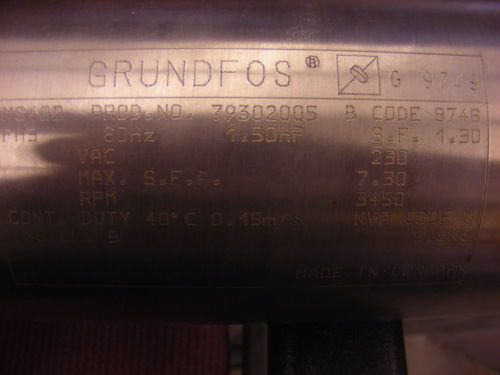 GRUNDFOS® G 9749
MS402 PROD.NO. 79302005 B CODE 9748
PH3 60Hz 1.50HP S.F. 1.30
VAC 230
MAX. S.F.A. 7.30
RPM 3450
CONT. DUTY 40°C 0.15m/s KVA CODE
B
MADE IN DENMARK